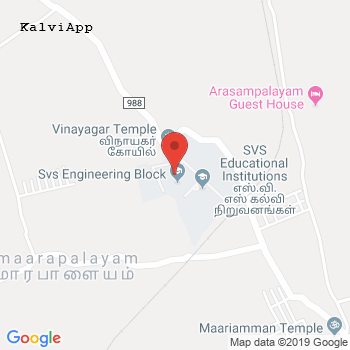 KalviApp
Arasampalayam
Guest House
988
Vinayagar Temple
விநாயகர்
கோயில்
SVS
Educational
Institutions
எஸ்.வி.
எஸ் கல்வி
நிறுவனங்கள்
Svs Engineering Block
maarapalayam
மாரபாளையம்
Maariamman Temple
Google
Map data ©2019 Google